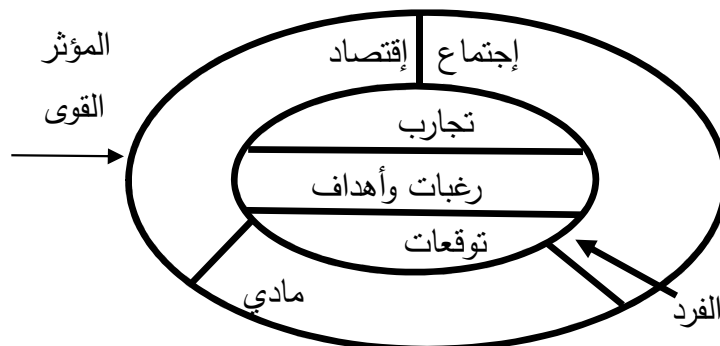 المؤثر
القوى
إجتماع
إقتصاد
تجارب
رغبات وأهداف
توقعات
مادي
الفرد